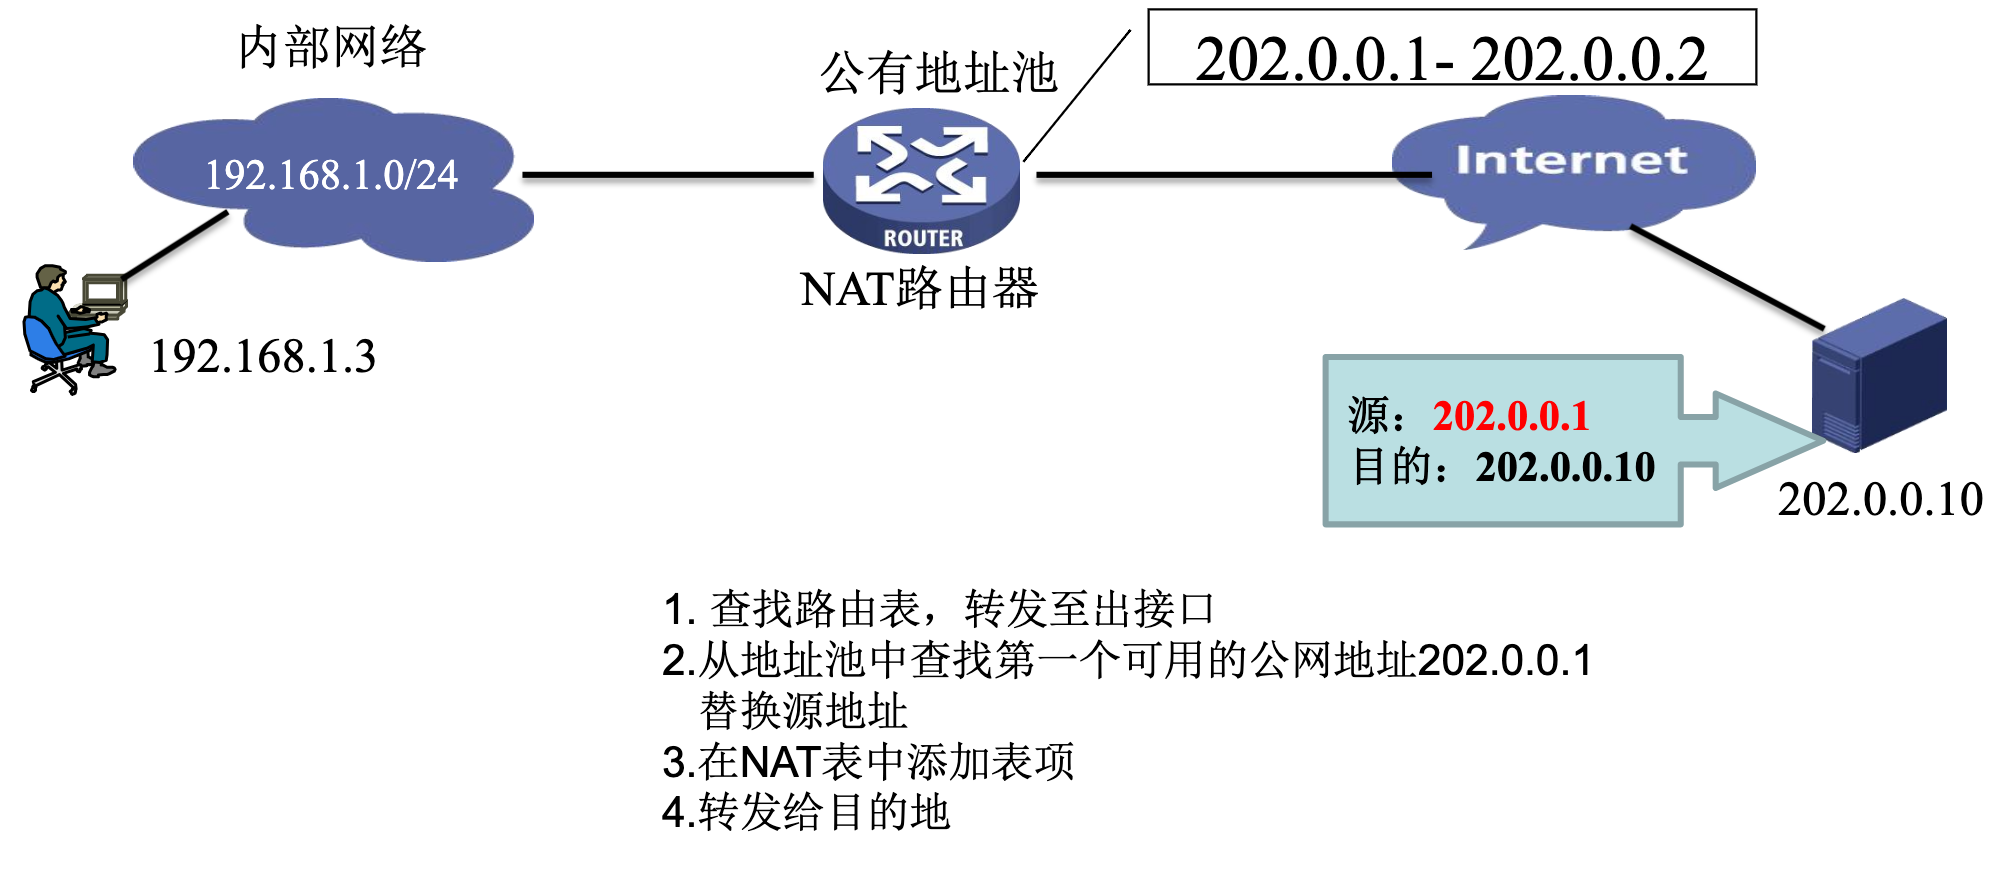 内部网络
公有地址池
202.0.0.1- 202.0.0.2
192.168.1.0/24
Internet
ROUTER
NAT路由器
192.168.1.3
源：202.0.0.1
目的：202.0.0.10
202.0.0.10
1. 查找路由表，转发至出接口
2.从地址池中查找第一个可用的公网地址202.0.0.1
替换源地址
3.在NAT表中添加表项
4.转发给目的地